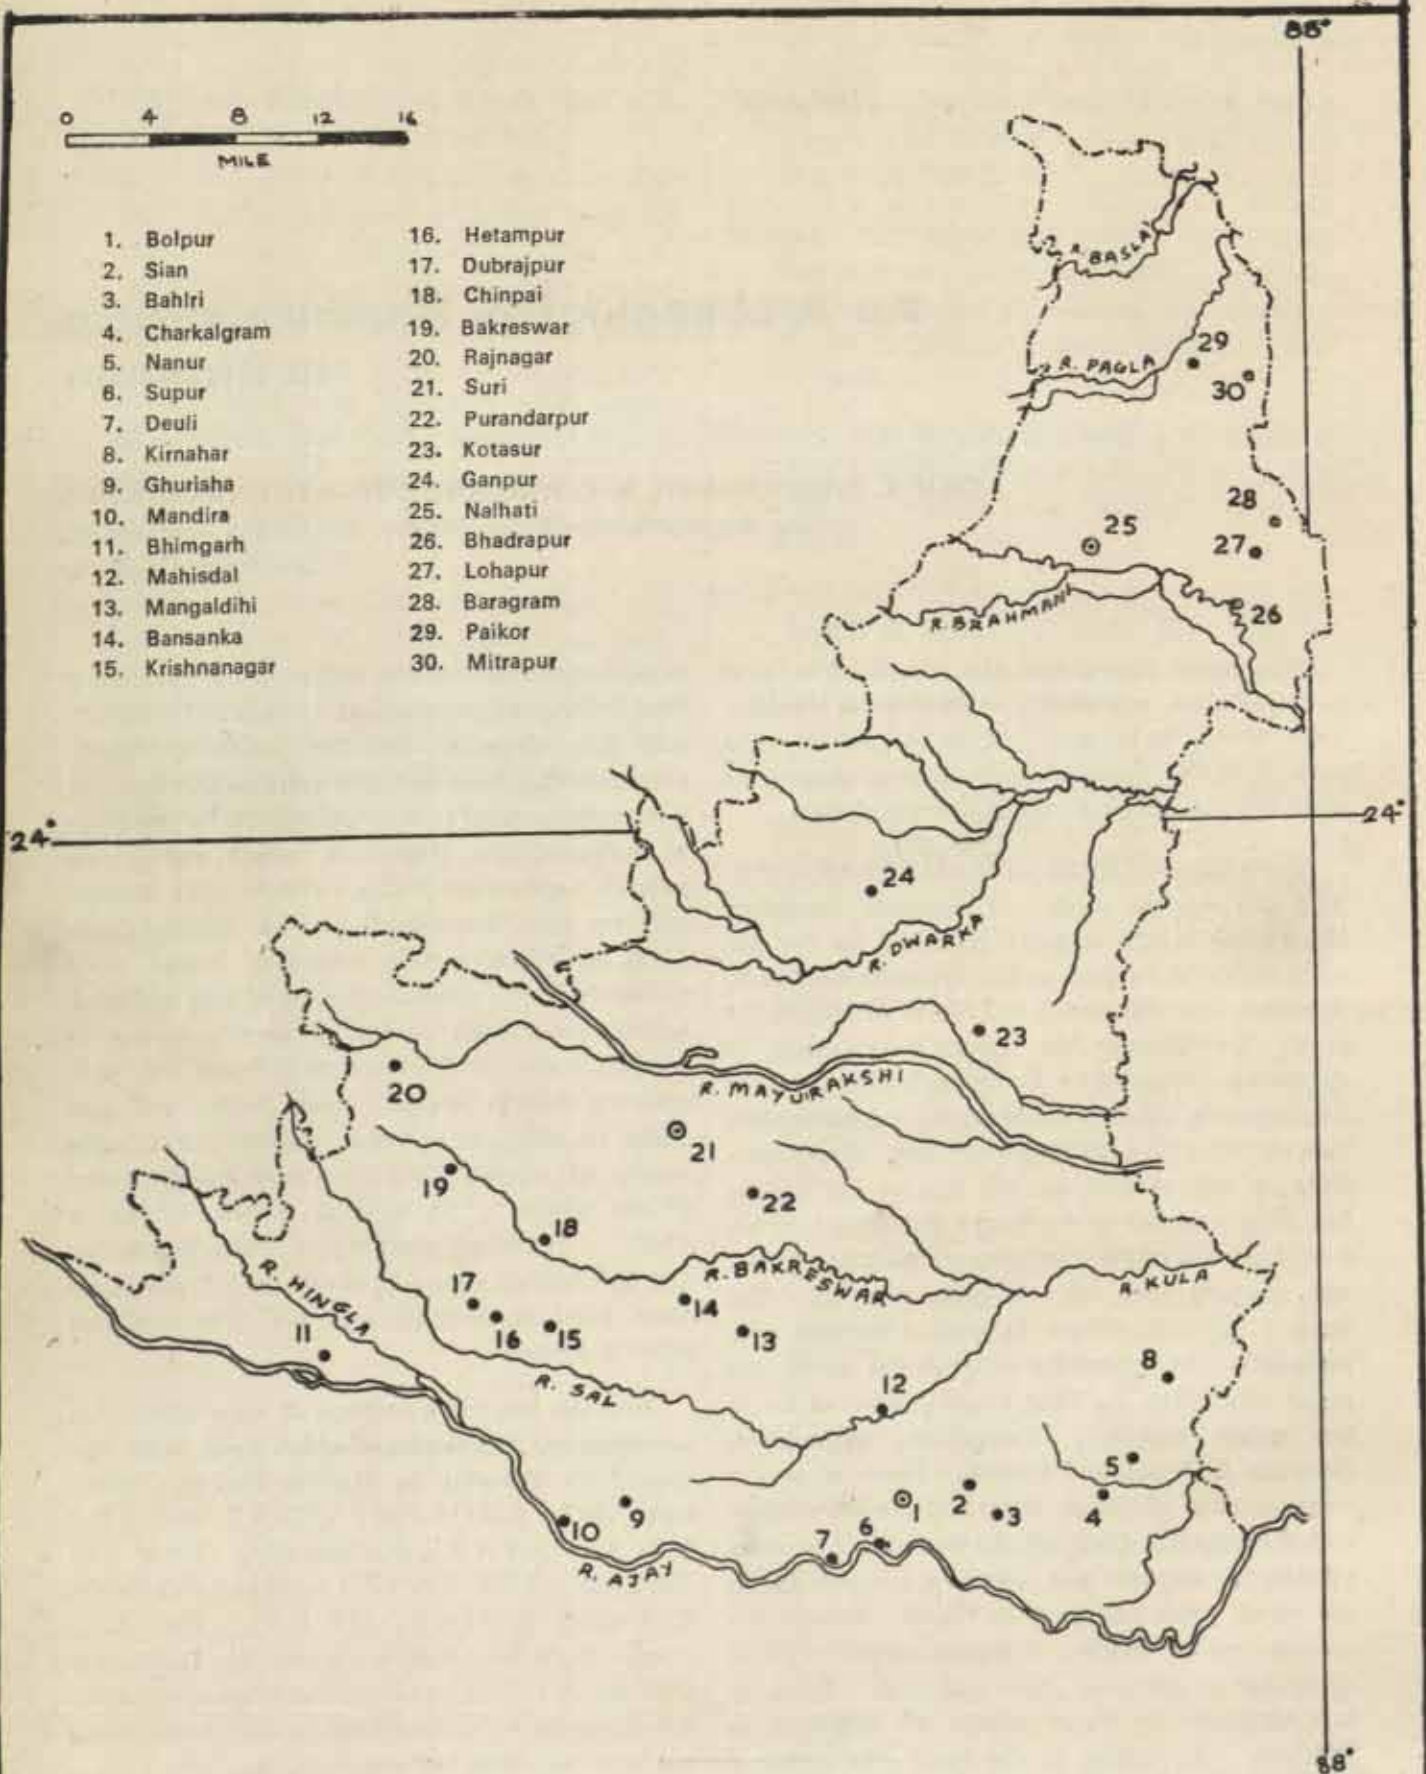 88°
0 4 8 12 16
MILE
1. Bolpur
2. Sian
3. Bahlri
4. Charkalgram
5. Nanur
6. Supur
7. Deuli
8. Kirnahar
9. Ghurisha
10. Mandira
11. Bhimgarh
12. Mahisdal
13. Mangaldihi
14. Bansanka
15. Krishnanagar
16. Hetampur
17. Dubrajpur
18. Chinpai
19. Bakreswar
20. Rajnagar
21. Suri
22. Purandarpur
23. Kotasur
24. Ganpur
25. Nalhati
26. Bhadrapur
27. Lohapur
28. Baragram
29. Paikor
30. Mitrapur
R. BASLAI
29
R. PAGLA
30
28
25
27
26
R. BRAHMANI
24°
24°
24
R. DWARKA
23
20
R. MAYURAKSHI
21
19
22
18
R. BAKRESWAR
R. KULA
R. HINGLA
17
14
11
16
15
13
8
R. SAL
12
5
2
1
3
4
9
10
7
6
R. AJAY
88°